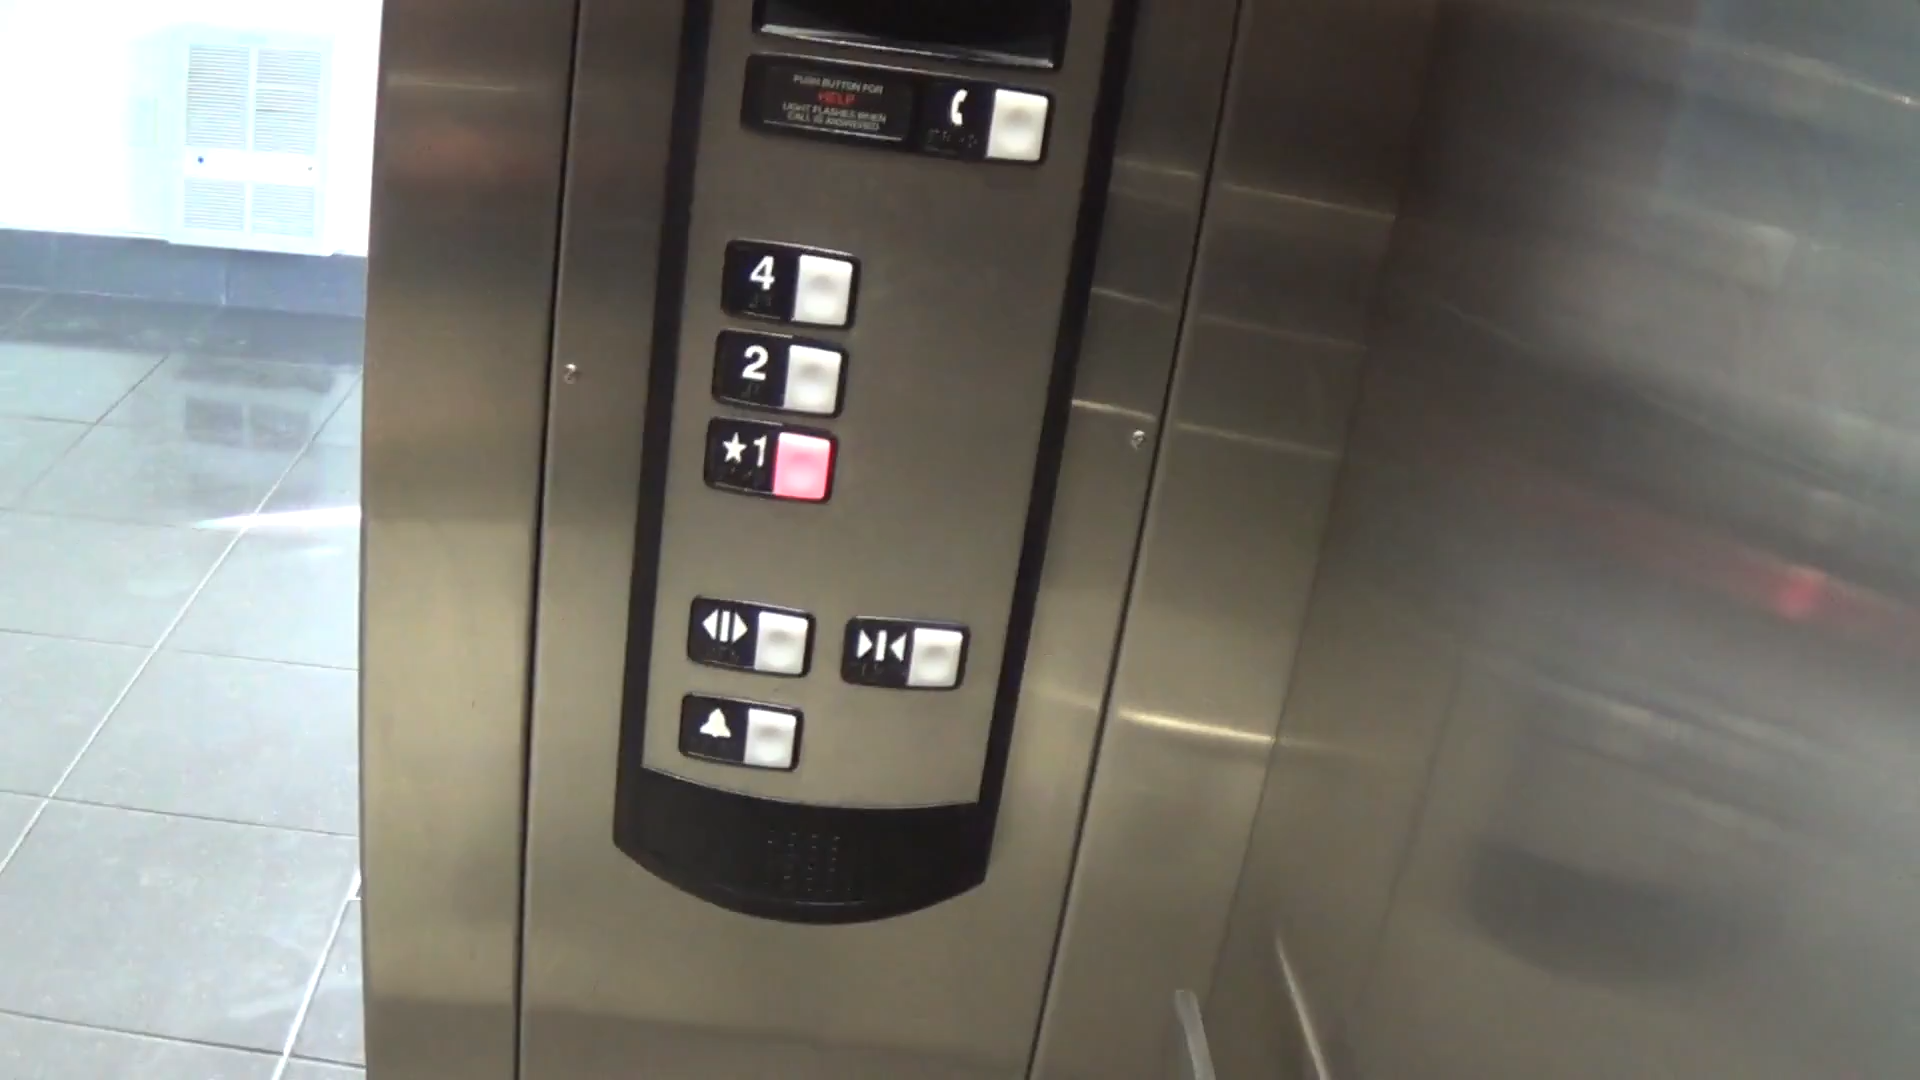 PUSH BUTTON FOR
HELP
LIGHT FLASHES WHEN
CALL IS ANSWERED
4
2
★1